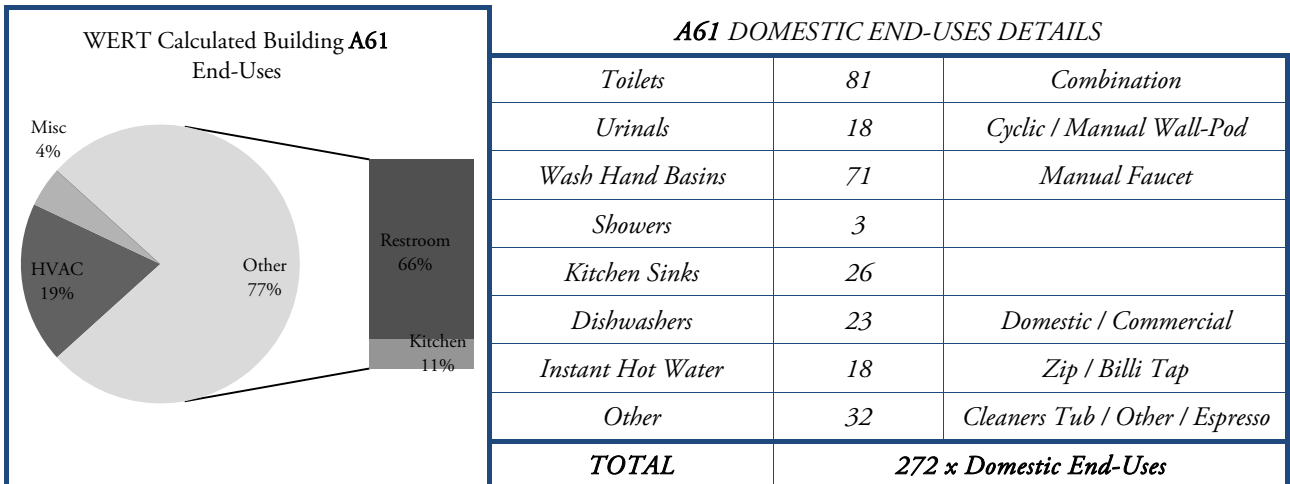 WERT Calculated Building A61
End-Uses
Misc
4%
HVAC
19%
Other
77%
Restroom
66%
Kitchen
11%
A61 DOMESTIC END-USES DETAILS
Toilets 81 Combination
Urinals 18 Cyclic / Manual Wall-Pod
Wash Hand Basins 71 Manual Faucet
Showers 3
Kitchen Sinks 26
Dishwashers 23 Domestic / Commercial
Instant Hot Water 18 Zip / Billi Tap
Other 32 Cleaners Tub / Other / Espresso
TOTAL 272 x Domestic End-Uses